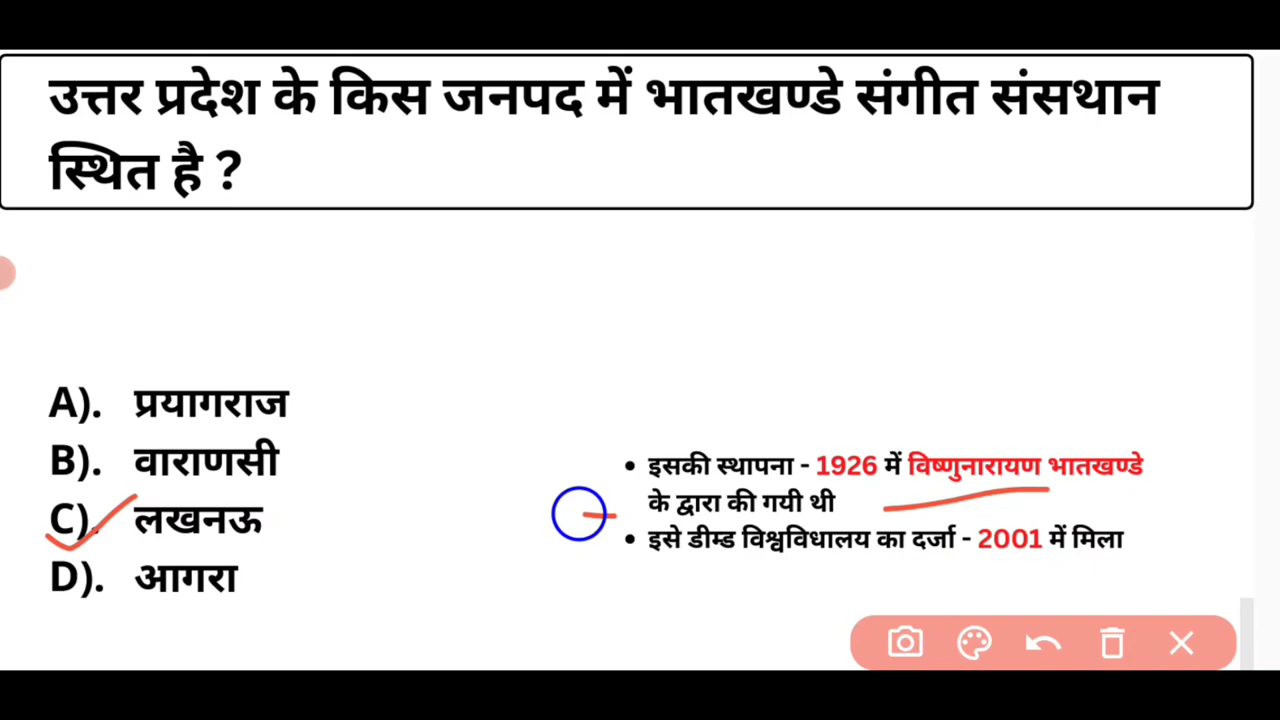 उत्तर प्रदेश के किस जनपद में भातखण्डे संगीत संसथान
स्थित है ?
A). प्रयागराज
B). वाराणसी
C). लखनऊ
D). आगरा
• इसकी स्थापना - 1926 में विष्णुनारायण भातखण्डे
के द्वारा की गयी थी
• इसे डीम्ड विश्वविधालय का दर्जा - 2001 में मिला